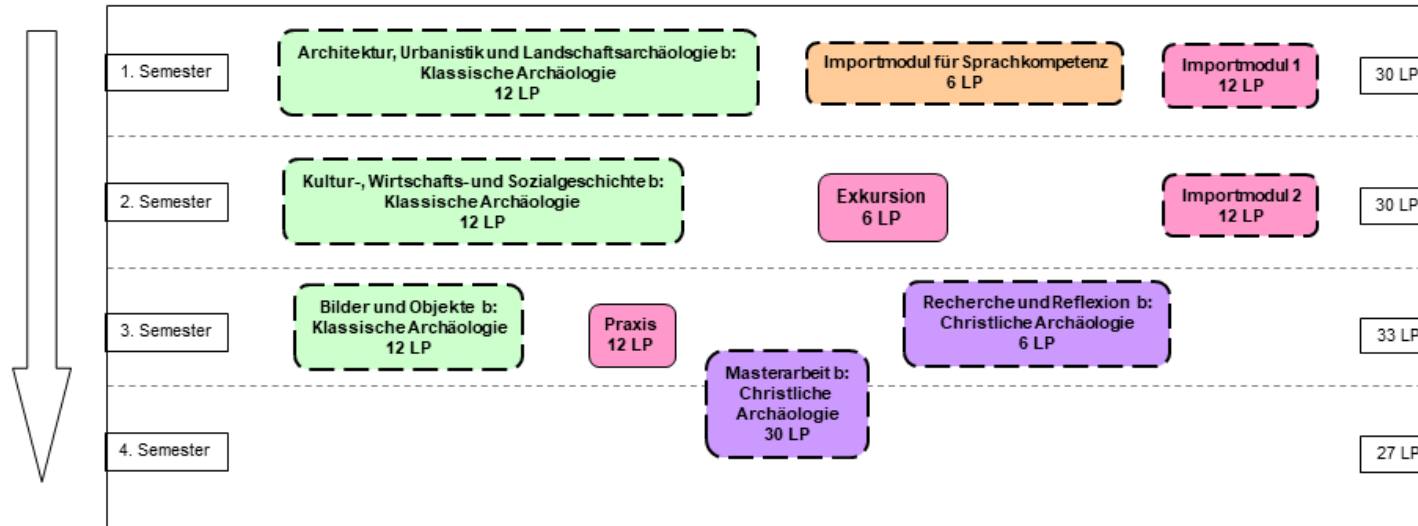 1. Semester
Architektur, Urbanistik und Landschaftsarchäologie b:
Klassische Archäologie
12 LP
Importmodul für Sprachkompetenz
6 LP
Importmodul 1
12 LP
30 LP
2. Semester
Kultur-, Wirtschafts- und Sozialgeschichte b:
Klassische Archäologie
12 LP
Exkursion
6 LP
Importmodul 2
12 LP
30 LP
3. Semester
Bilder und Objekte b:
Klassische Archäologie
12 LP
Praxis
12 LP
Recherche und Reflexion b:
Christliche Archäologie
6 LP
33 LP
Masterarbeit b:
Christliche
Archäologie
30 LP
4. Semester
27 LP